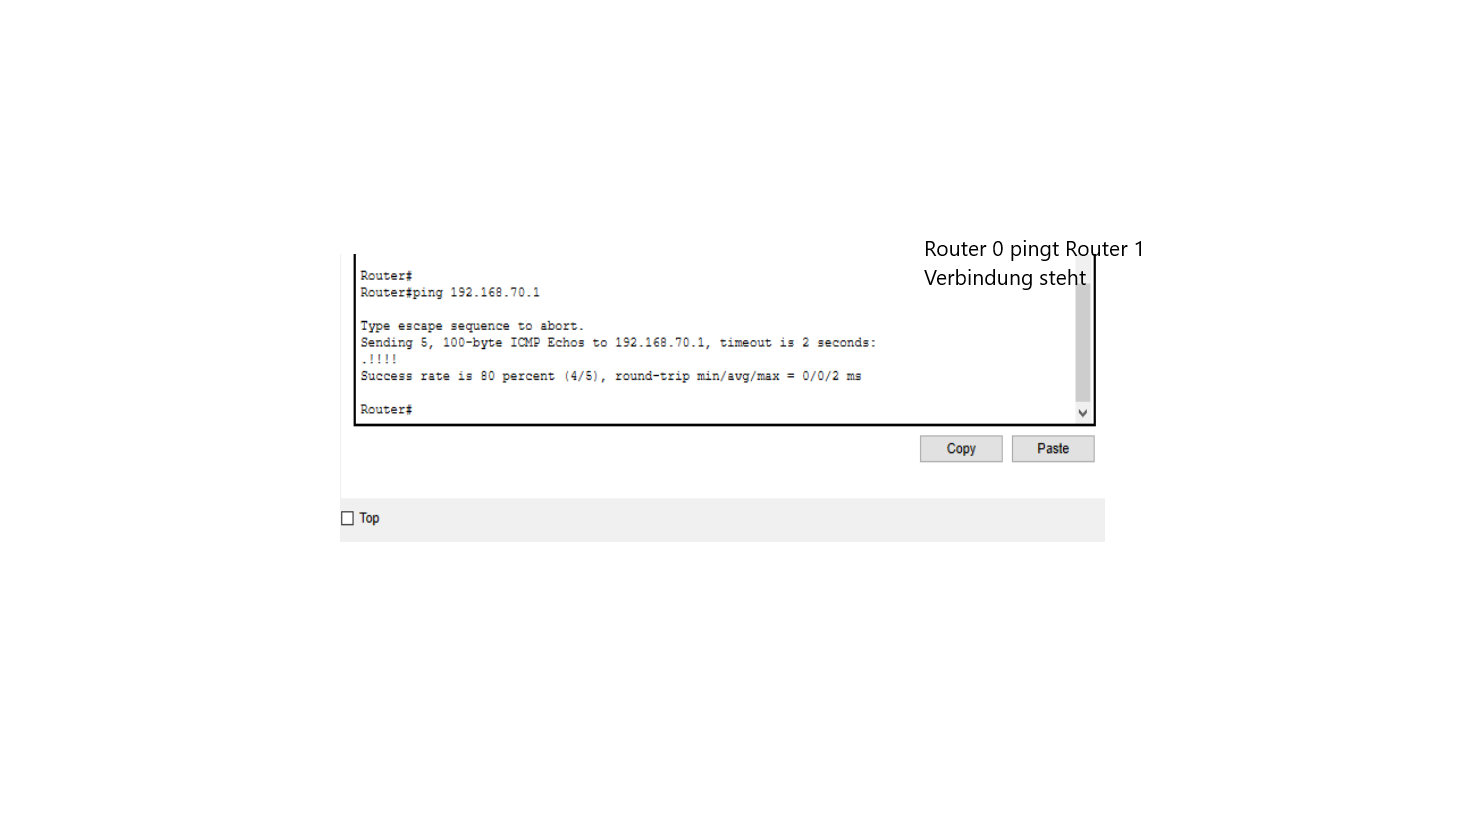 Router 0 pingt Router 1
Verbindung steht
Router#
Router#ping 192.168.70.1
Type escape sequence to abort.
Sending 5, 100-byte ICMP Echos to 192.168.70.1, timeout is 2 seconds:
.!!!!
Success rate is 80 percent (4/5), round-trip min/avg/max = 0/0/2 ms
Router#
Copy
Paste
Top